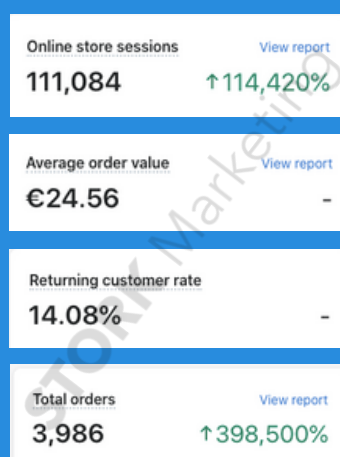 Online store sessions View report
111,084 ↑114,420%
Average order value View report
€24.56 -
Returning customer rate
14.08% -
Total orders View report
3,986 ↑398,500%
STORK Marketing